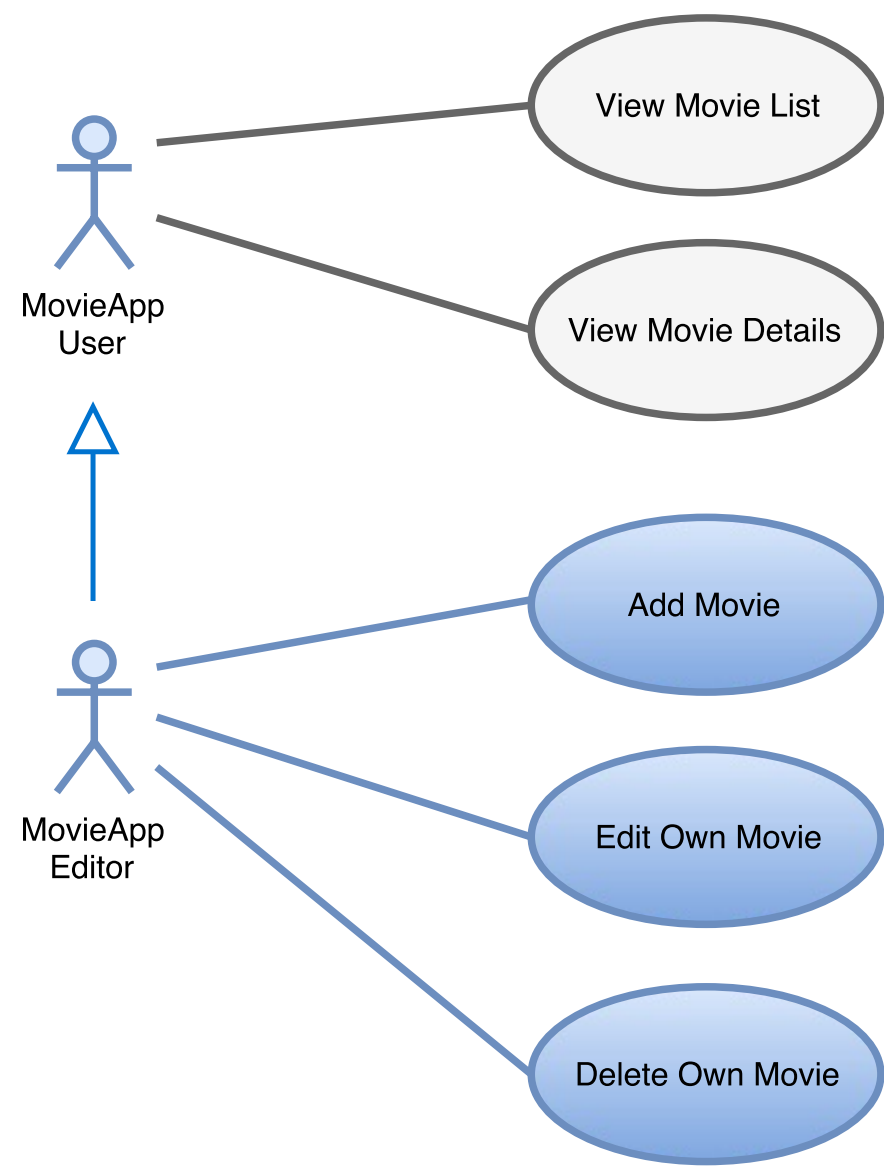 View Movie List
MovieApp
User
View Movie Details
Add Movie
MovieApp
Editor
Edit Own Movie
Delete Own Movie